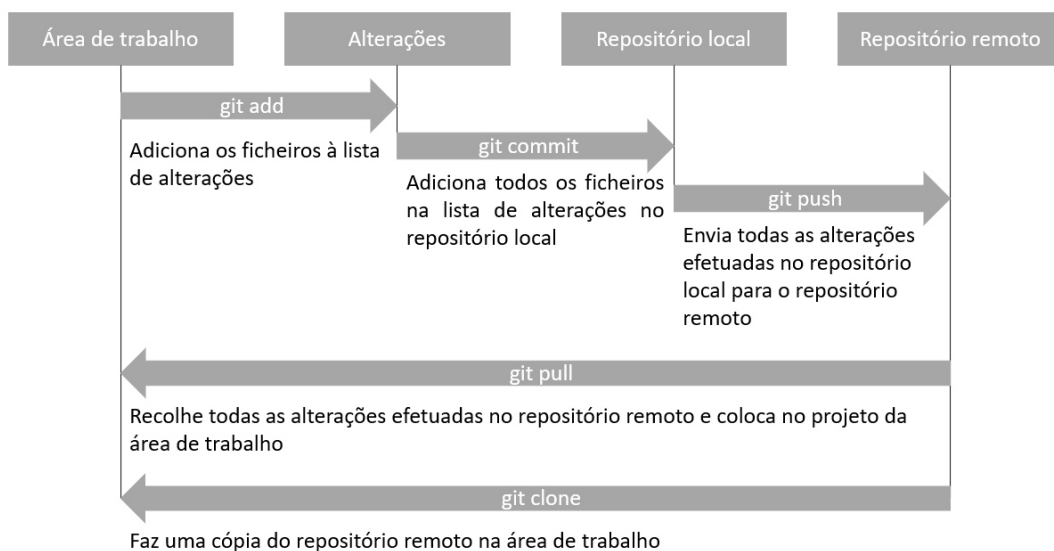 Área de trabalho
Alterações
Repositório local
Repositório remoto
git add
Adiciona os ficheiros à lista
de alterações
git commit
Adiciona todos os ficheiros
na lista de alterações no
repositório local
git push
Envia todas as alterações
efetuadas no repositório
local para o repositório
remoto
git pull
Recolhe todas as alterações efetuadas no repositório remoto e coloca no projeto da
área de trabalho
git clone
Faz uma cópia do repositório remoto na área de trabalho